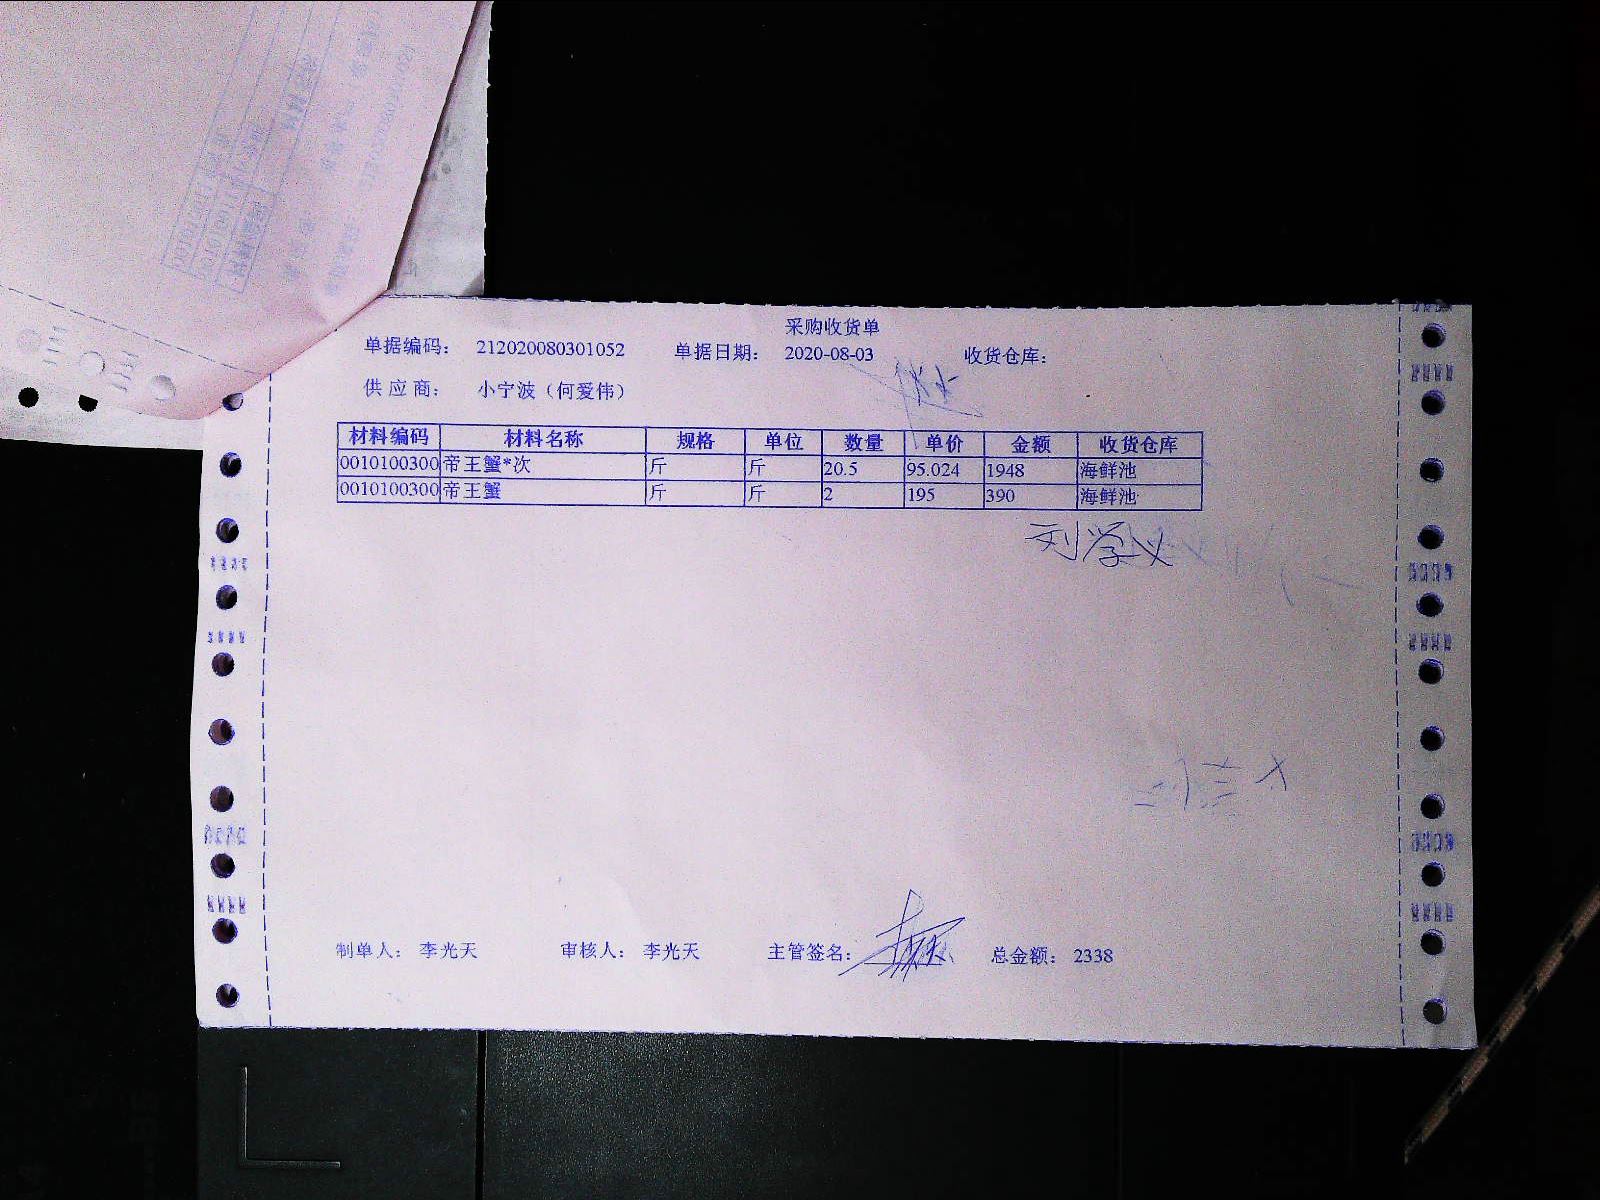 采购收货单
单据编码： 212020080301052 单据日期： 2020-08-03 收货仓库：
供应商： 小宁波（何爱伟）
材料编码 材料名称 规格 单位 数量 单价 金额 收货仓库
0010100300 帝王蟹*次 斤 斤 20.5 95.024 1948 海鲜池
0010100300 帝王蟹 斤 斤 2 195 390 海鲜池
刘学义
制单人： 李光天 审核人： 李光天 主管签名： 总金额： 2338